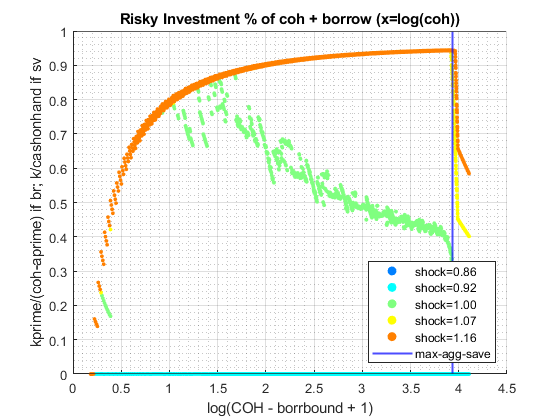 Risky Investment % of coh + borrow (x=log(coh))
kprime/(coh-aprime) if br; k/cashonhand if sv
1
0.9
0.8
0.7
0.6
0.5
0.4
0.3
0.2
0.1
0
0 0.5 1 1.5 2 2.5 3 3.5 4 4.5
log(COH - borrbound + 1)
shock=0.86
shock=0.92
shock=1.00
shock=1.07
shock=1.16
max-agg-save